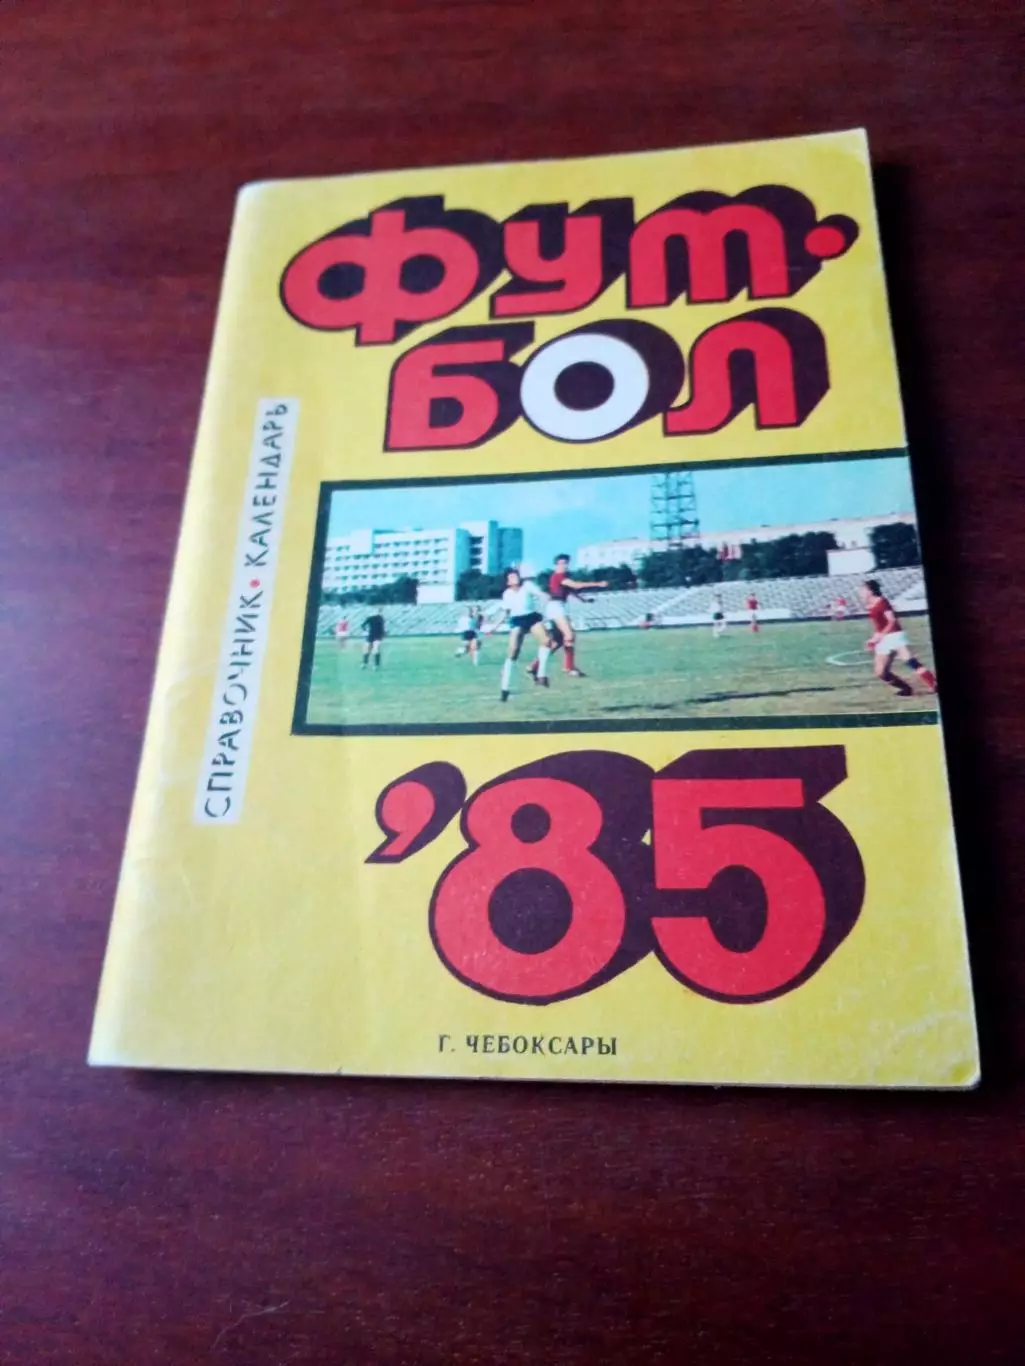 ФУТ·
БОЛ
СПРАВОЧНИК • КАЛЕНДАРЬ
'85
Г. ЧЕБОКСАРЫ